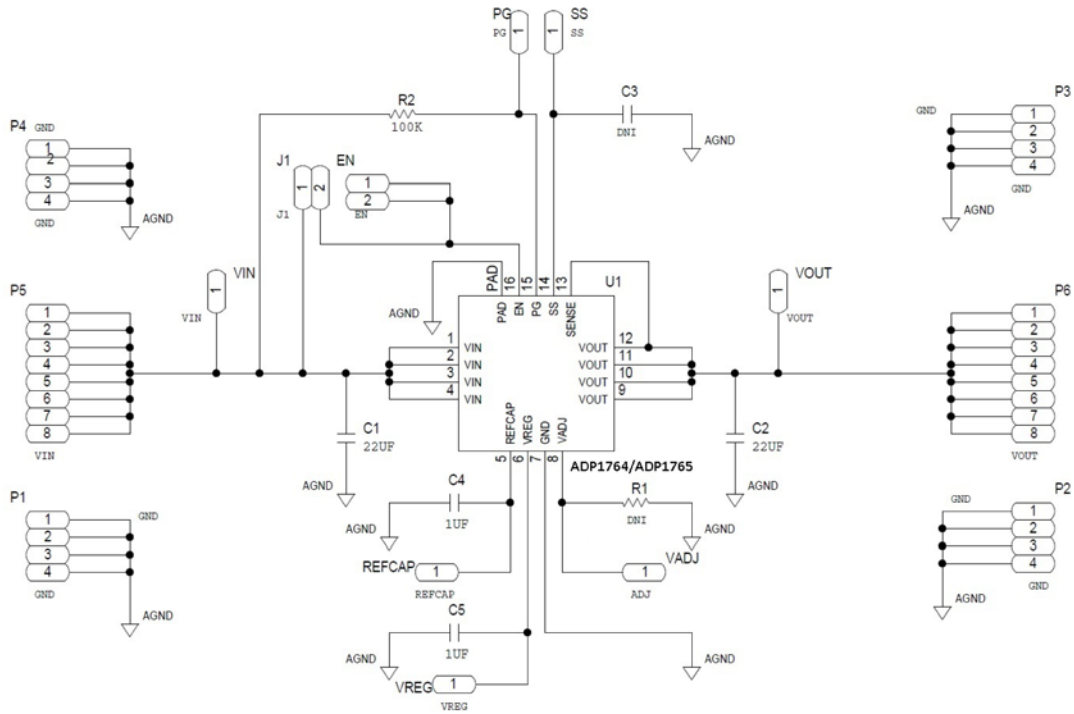 PG
SS
1
1
PG
SS
P4
GND
1
2
3
4
GND
AGND
R2
100K
C3
DNI
AGND
P3
GND
1
2
3
4
GND
AGND
J1
1
2
J1
EN
1
2
EN
P5
1
2
3
4
5
6
7
8
VIN
VIN
1
VIN
AGND
PAD
16
15
14
13
U1
PAD
EN
PG
SS
SENSE
1
2
3
4
VIN
VIN
VIN
VIN
VOUT
VOUT
VOUT
VOUT
12
11
10
9
REFCAP
VREG
GND
VADJ
5
6
7
8
ADP1764/ADP1765
C1
22UF
AGND
VOUT
1
VOUT
C2
22UF
AGND
P6
1
2
3
4
5
6
7
8
VOUT
P1
1
2
3
4
GND
GND
AGND
C4
1UF
AGND
REFCAP
1
REFCAP
R1
DNI
AGND
VADJ
1
ADJ
C5
1UF
AGND
VREG
1
VREG
AGND
P2
GND
1
2
3
4
GND
AGND